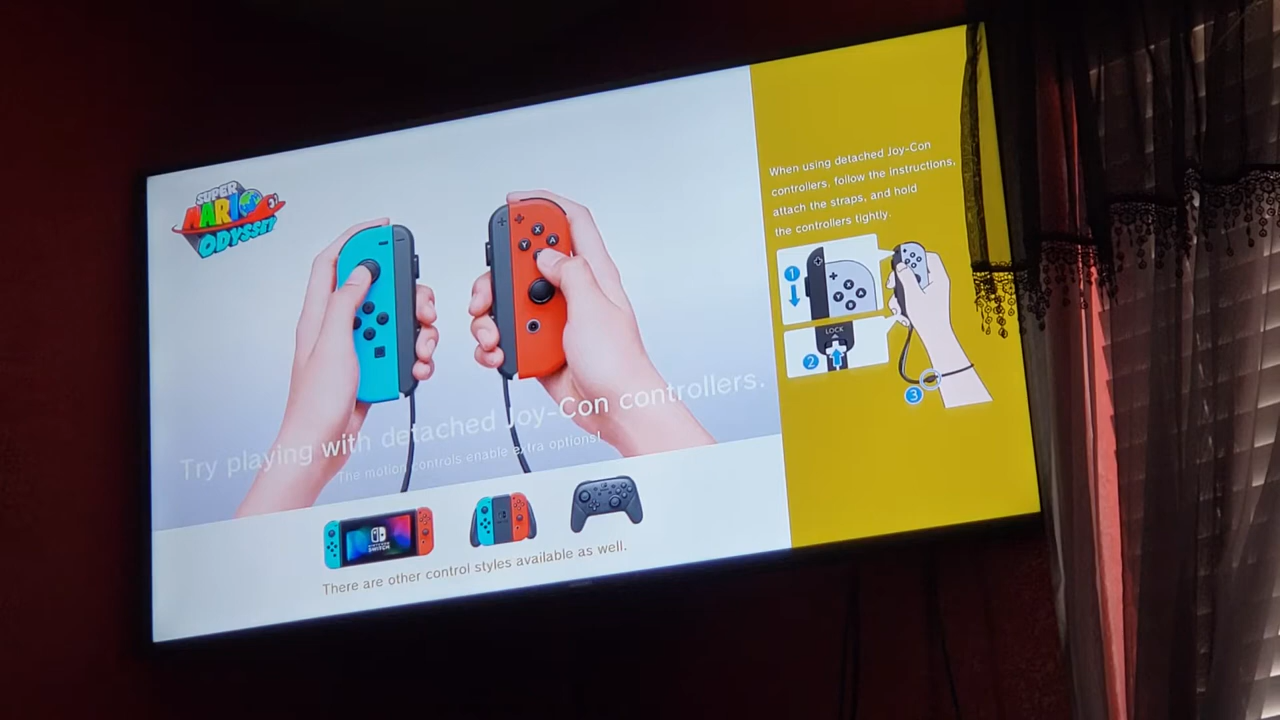 SUPER
MARIO
ODYSSEY
Try playing with detached Joy-Con controllers.
The motion controls enable extra options!
NINTENDO
SWITCH
There are other control styles available as well.
When using detached Joy-Con
controllers, follow the instructions,
attach the straps, and hold
the controllers tightly.
X
Y A
1
X
Y A
B
LOCK
2
3